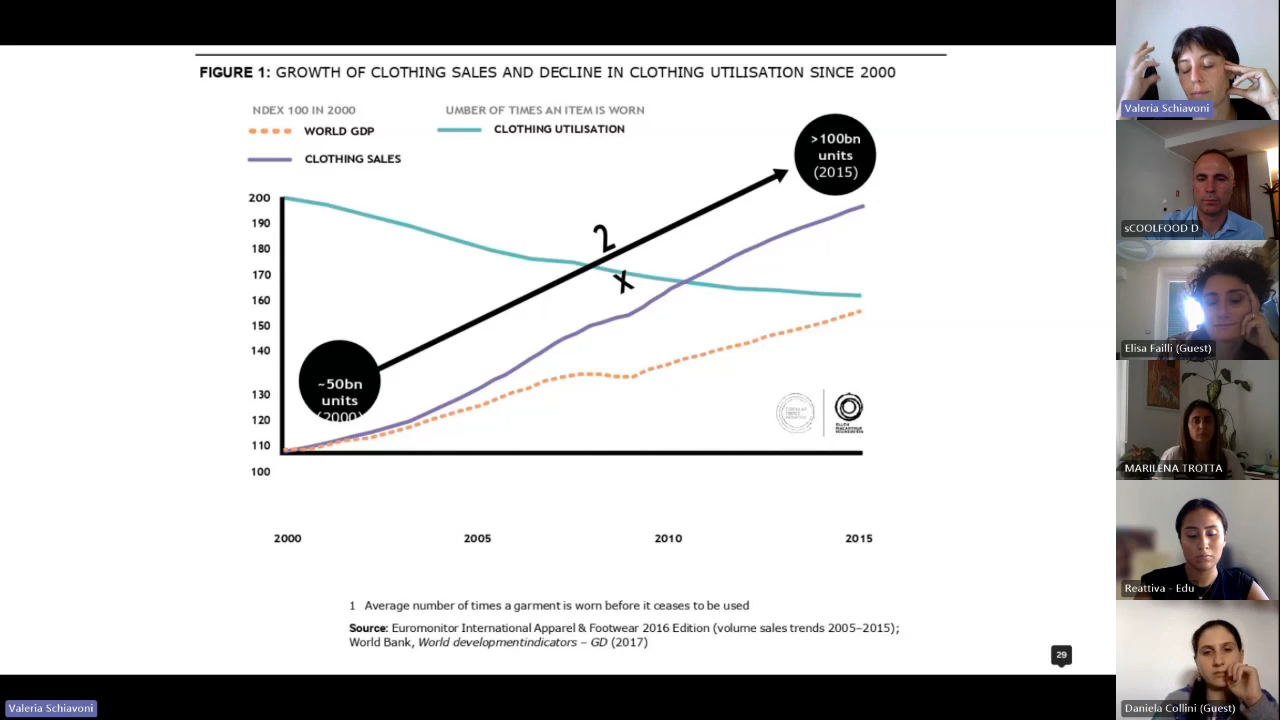 FIGURE 1: GROWTH OF CLOTHING SALES AND DECLINE IN CLOTHING UTILISATION SINCE 2000
NDEX 100 IN 2000
UMBER OF TIMES AN ITEM IS WORN
WORLD GDP
CLOTHING UTILISATION
CLOTHING SALES
>100bn
units
(2015)
200
190
180
170
160
150
140
130
120
110
100
2
x
~50bn
units
(2000)
2000
2005
2010
2015
1 Average number of times a garment is worn before it ceases to be used
Source: Euromonitor International Apparel & Footwear 2016 Edition (volume sales trends 2005–2015);
World Bank, World developmentindicators – GD (2017)
29
Valeria Schiavoni
Valeria Schiavoni
sCOOLFOOD D
Elisa Failli (Guest)
MARILENA TROTTA
Reattiva - Edu
Daniela Collini (Guest)